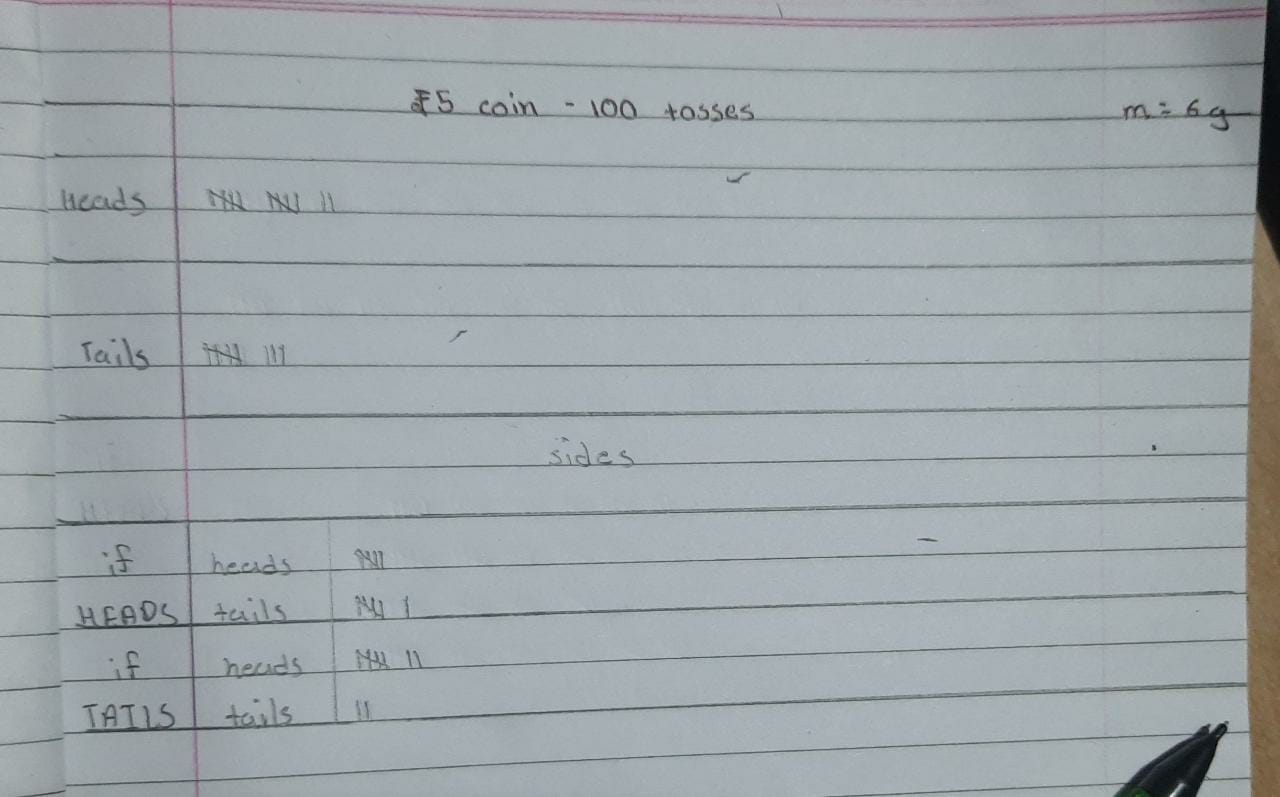 ₹5 coin - 100 tosses m = 6g
Heads 𝍸 𝍸 ||
Tails 𝍸 |||
sides
if heads 𝍸
HEADS tails 𝍸 |
if heads 𝍸 ||
TAILS tails ||